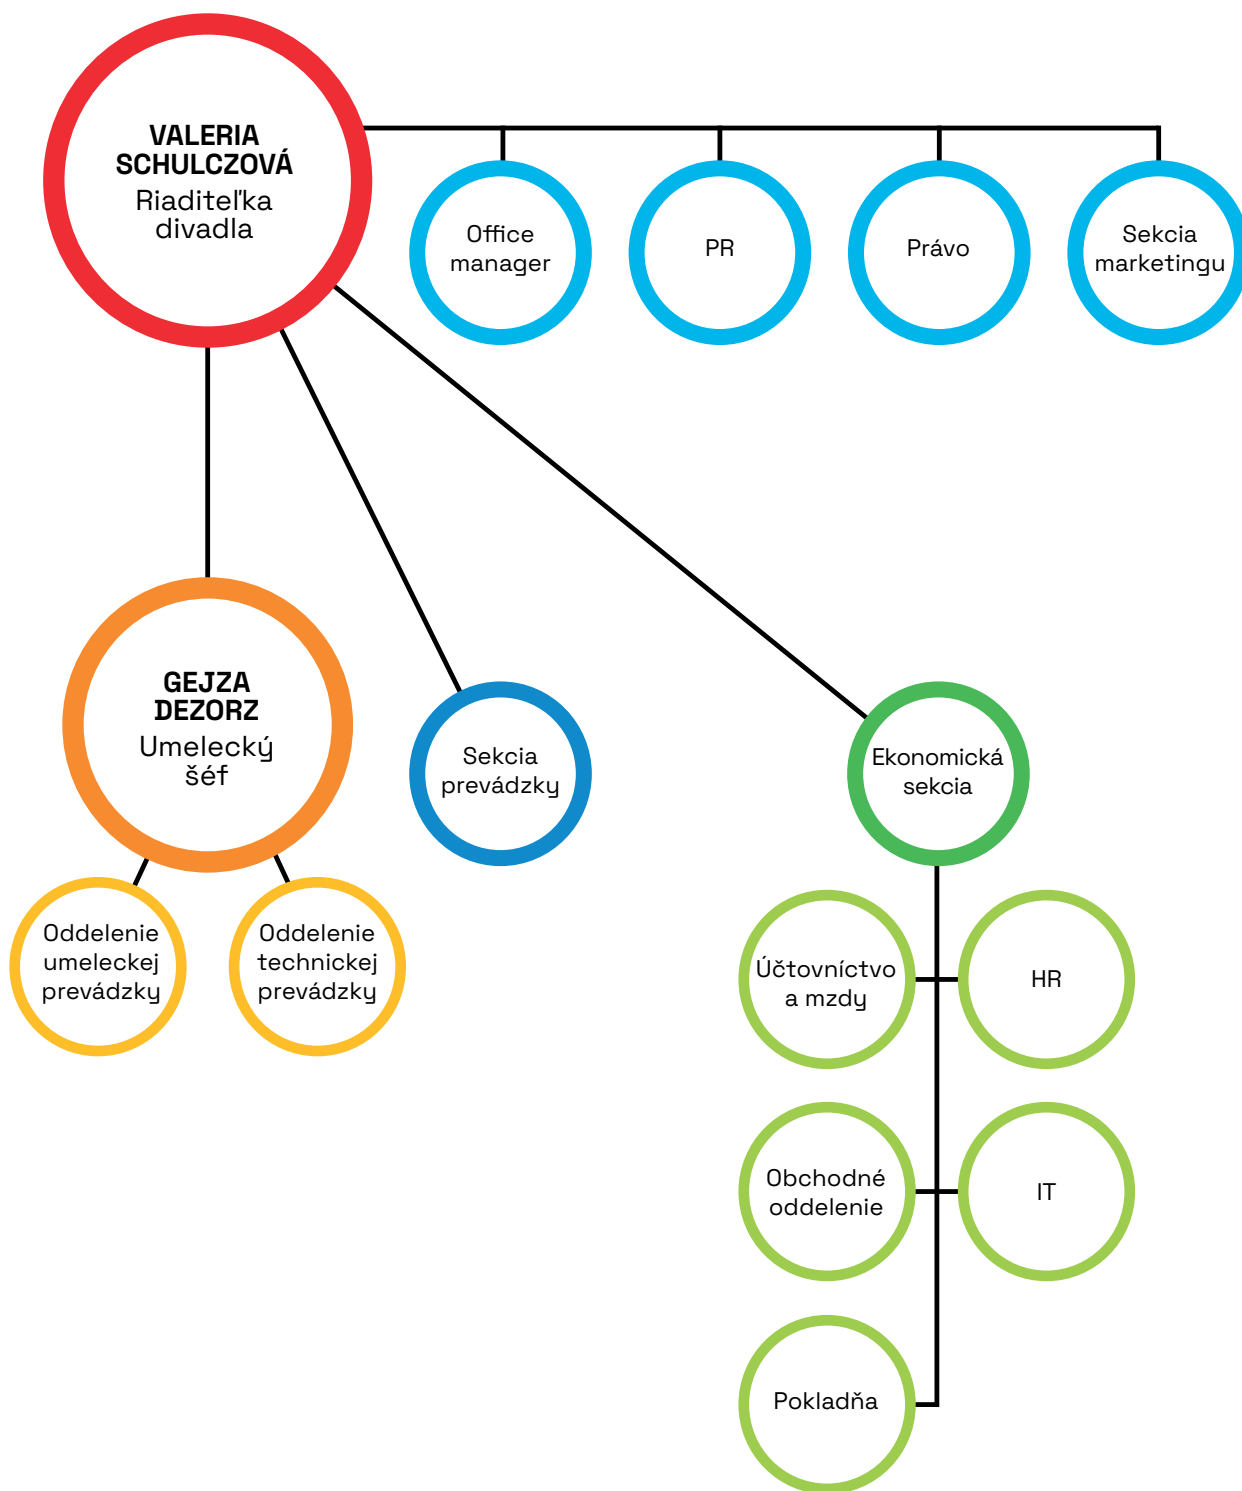 VALERIA
SCHULCZOVÁ
Riaditeľka
divadla
Office
manager
PR
Právo
Sekcia
marketingu
GEJZA
DEZORZ
Umelecký
šéf
Sekcia
prevádzky
Ekonomická
sekcia
Oddelenie
umeleckej
prevádzky
Oddelenie
technickej
prevádzky
Účtovníctvo
a mzdy
HR
Obchodné
oddelenie
IT
Pokladňa